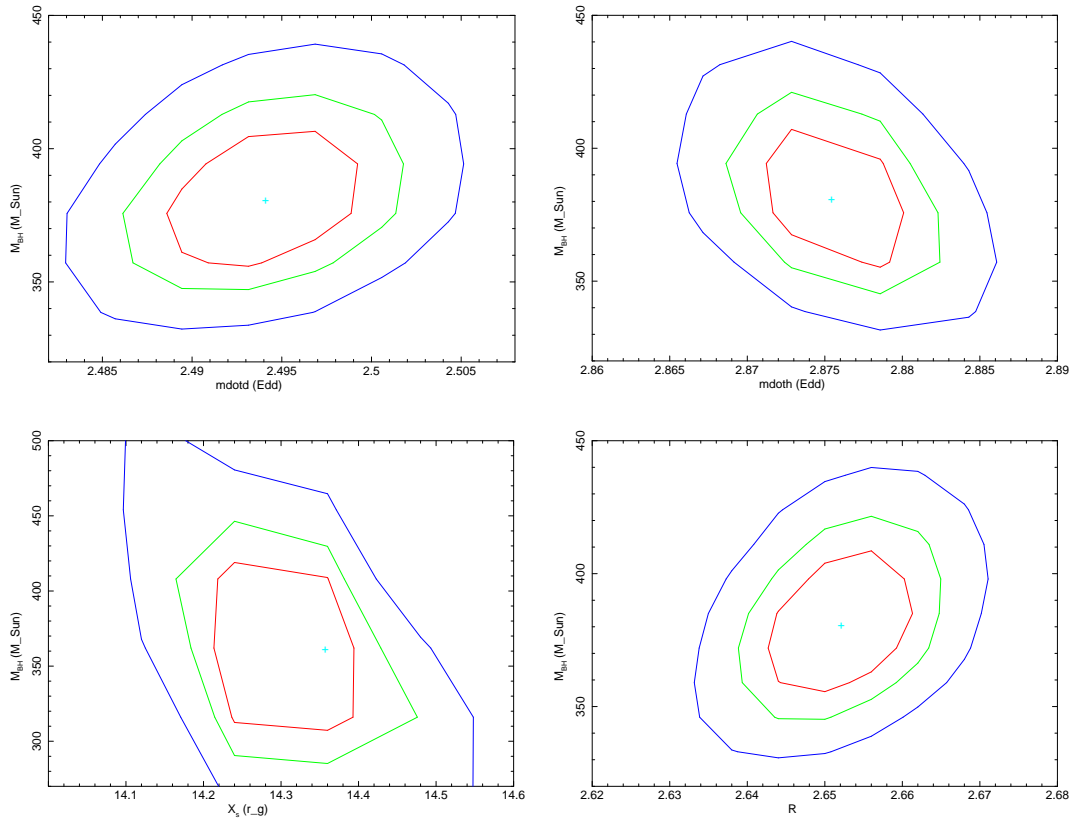 450
400
350
M_BH (M_Sun)
2.485 2.49 2.495 2.5 2.505
mdotd (Edd)
450
400
350
M_BH (M_Sun)
2.86 2.865 2.87 2.875 2.88 2.885 2.89
mdoth (Edd)
500
450
400
350
300
M_BH (M_Sun)
14.1 14.2 14.3 14.4 14.5 14.6
X_s (r_g)
450
400
350
M_BH (M_Sun)
2.62 2.63 2.64 2.65 2.66 2.67 2.68
R